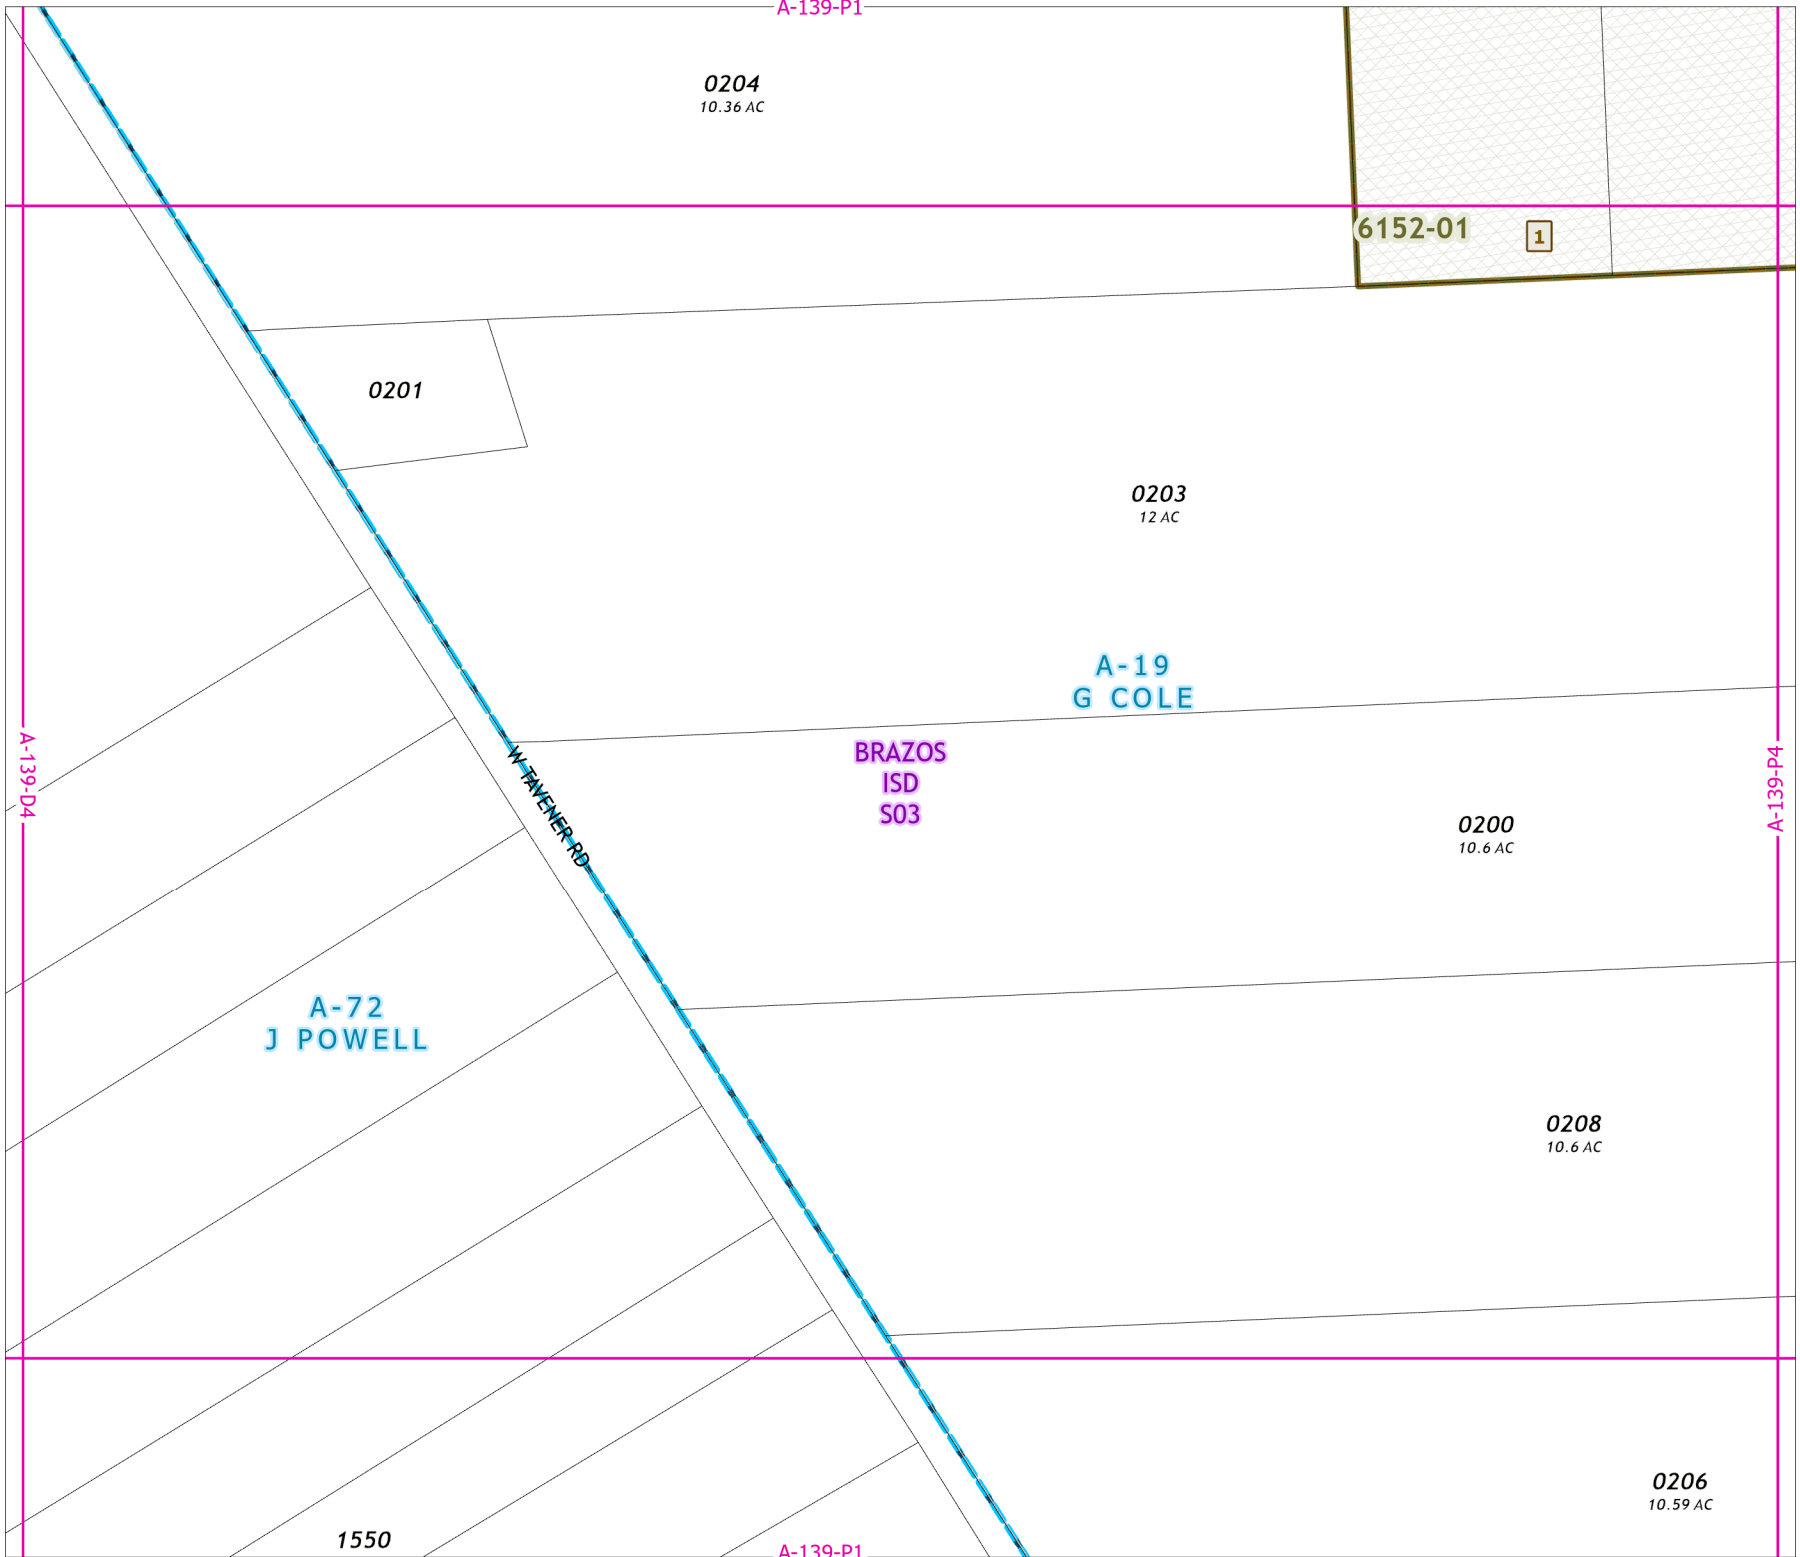 A-139-P1
0204
10.36 AC
6152-01
1
0201
0203
12 AC
A-19
G COLE
A-139-D4
W TAVENER RD
BRAZOS
ISD
S03
A-139-P4
0200
10.6 AC
A-72
J POWELL
0208
10.6 AC
0206
10.59 AC
1550
A-139-P1